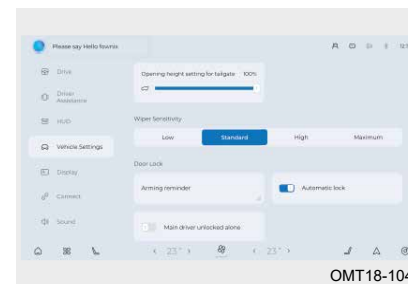 Please say Hello fownix
Drive
Opening height setting for tailgate 100%
Driver
Assistance
HUD
Wiper Sensitivity
Low Standard High Maximum
Vehicle Settings
Door Lock
Display
Arming reminder
Automatic lock
Connect
Sound
Main driver unlocked alone
23° 23°
OMT18-104